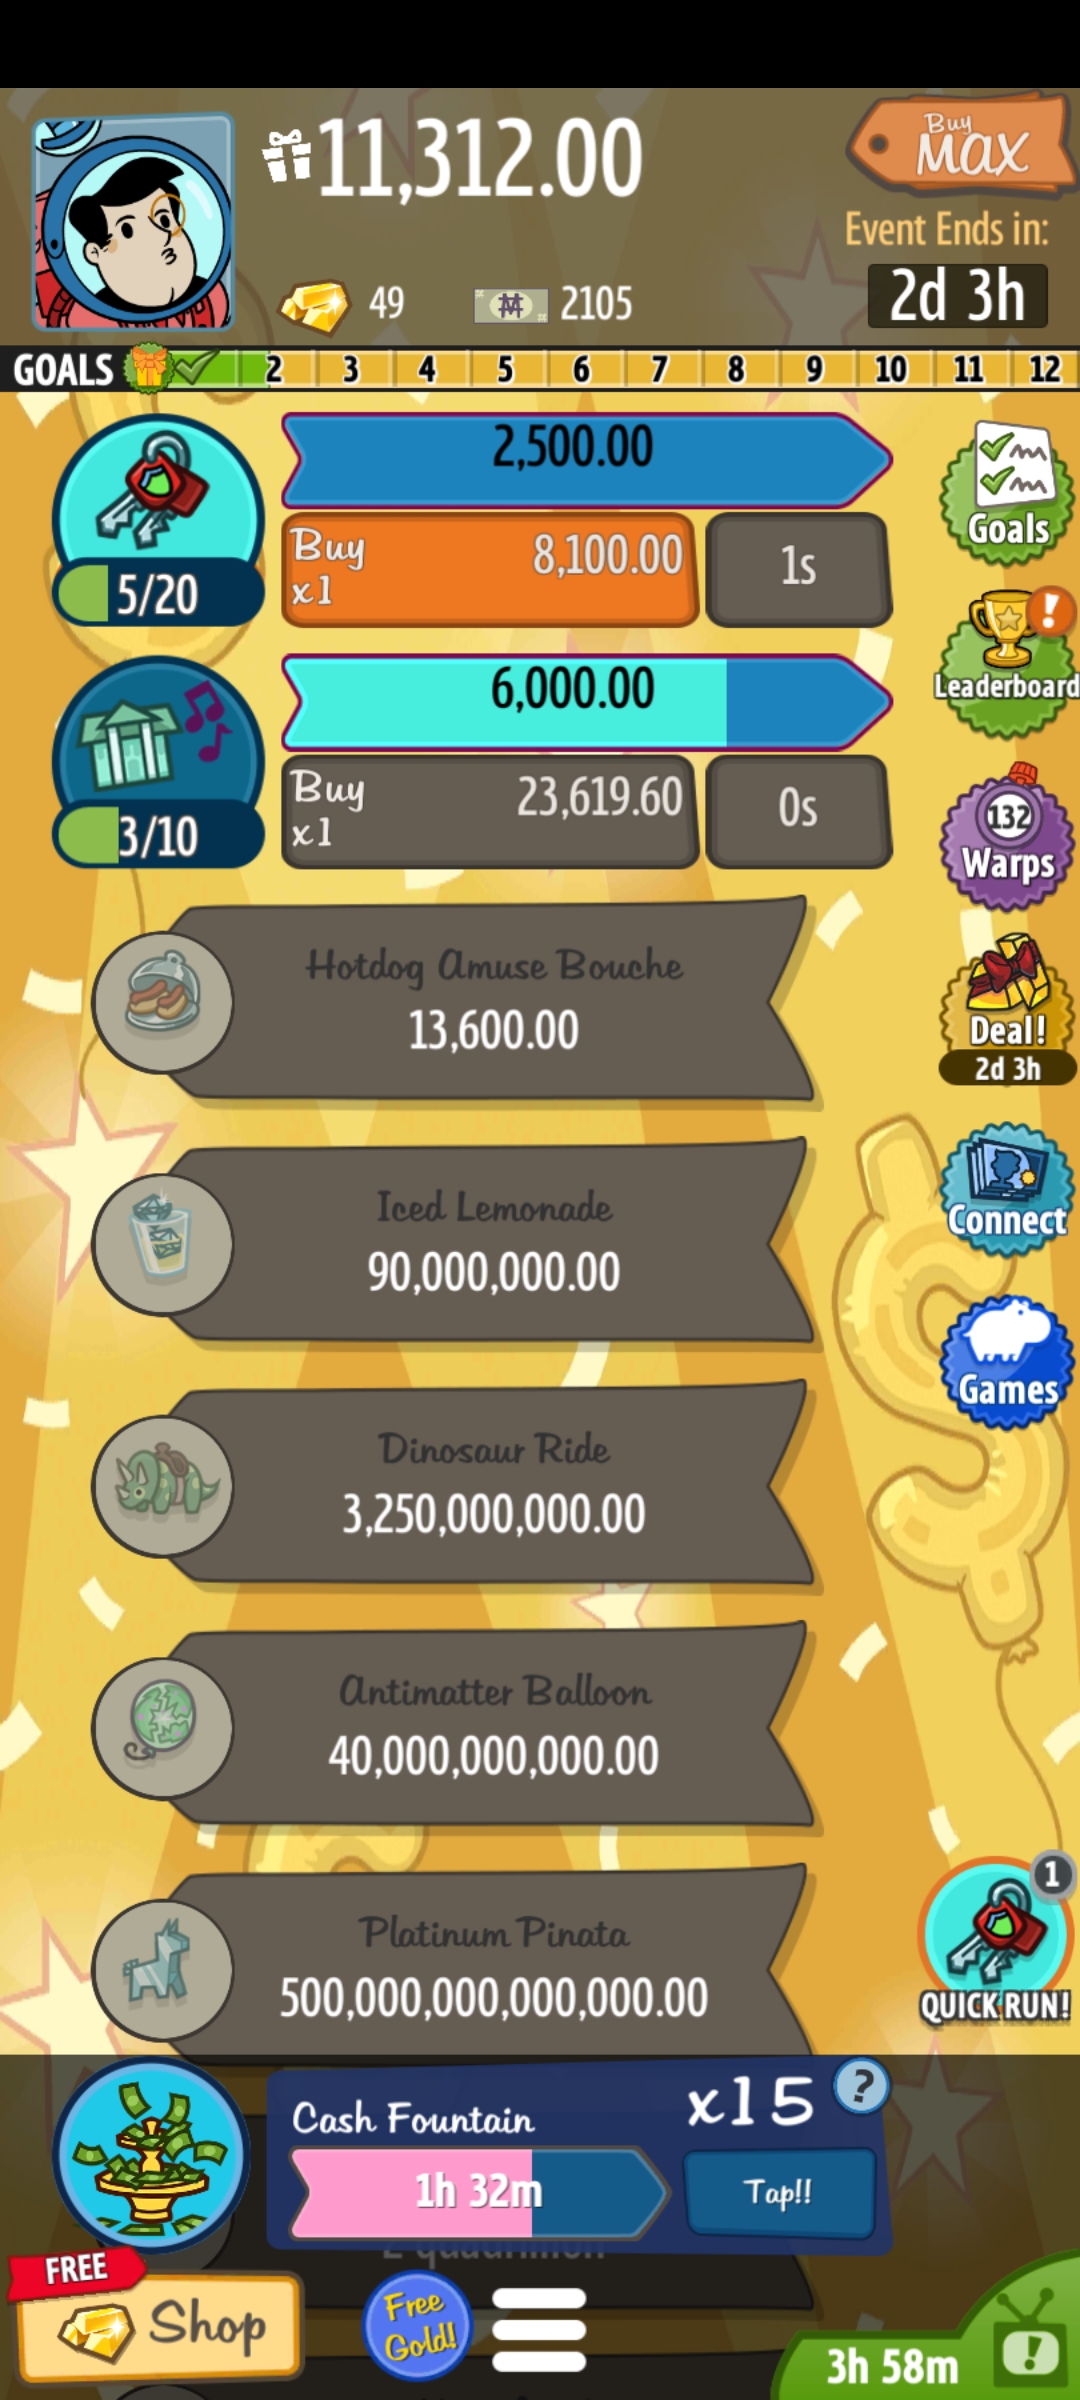 11,312.00
Buy
MAX
Event Ends in:
49
2105
2d 3h
GOALS 2 3 4 5 6 7 8 9 10 11 12
2,500.00
5/20
Buy
x1
8,100.00
1s
Goals
!
Leaderboard
6,000.00
3/10
Buy
x1
23,619.60
0s
132
Warps
Hotdog Amuse Bouche
13,600.00
Deal!
2d 3h
Iced Lemonade
90,000,000.00
Connect
Dinosaur Ride
3,250,000,000.00
Games
Antimatter Balloon
40,000,000,000.00
Platinum Pinata
500,000,000,000,000.00
1
QUICK RUN!
Cash Fountain
x15
?
1h 32m
Tap!!
2 quadrillion
FREE
Shop
Free
Gold!
3h 58m
!